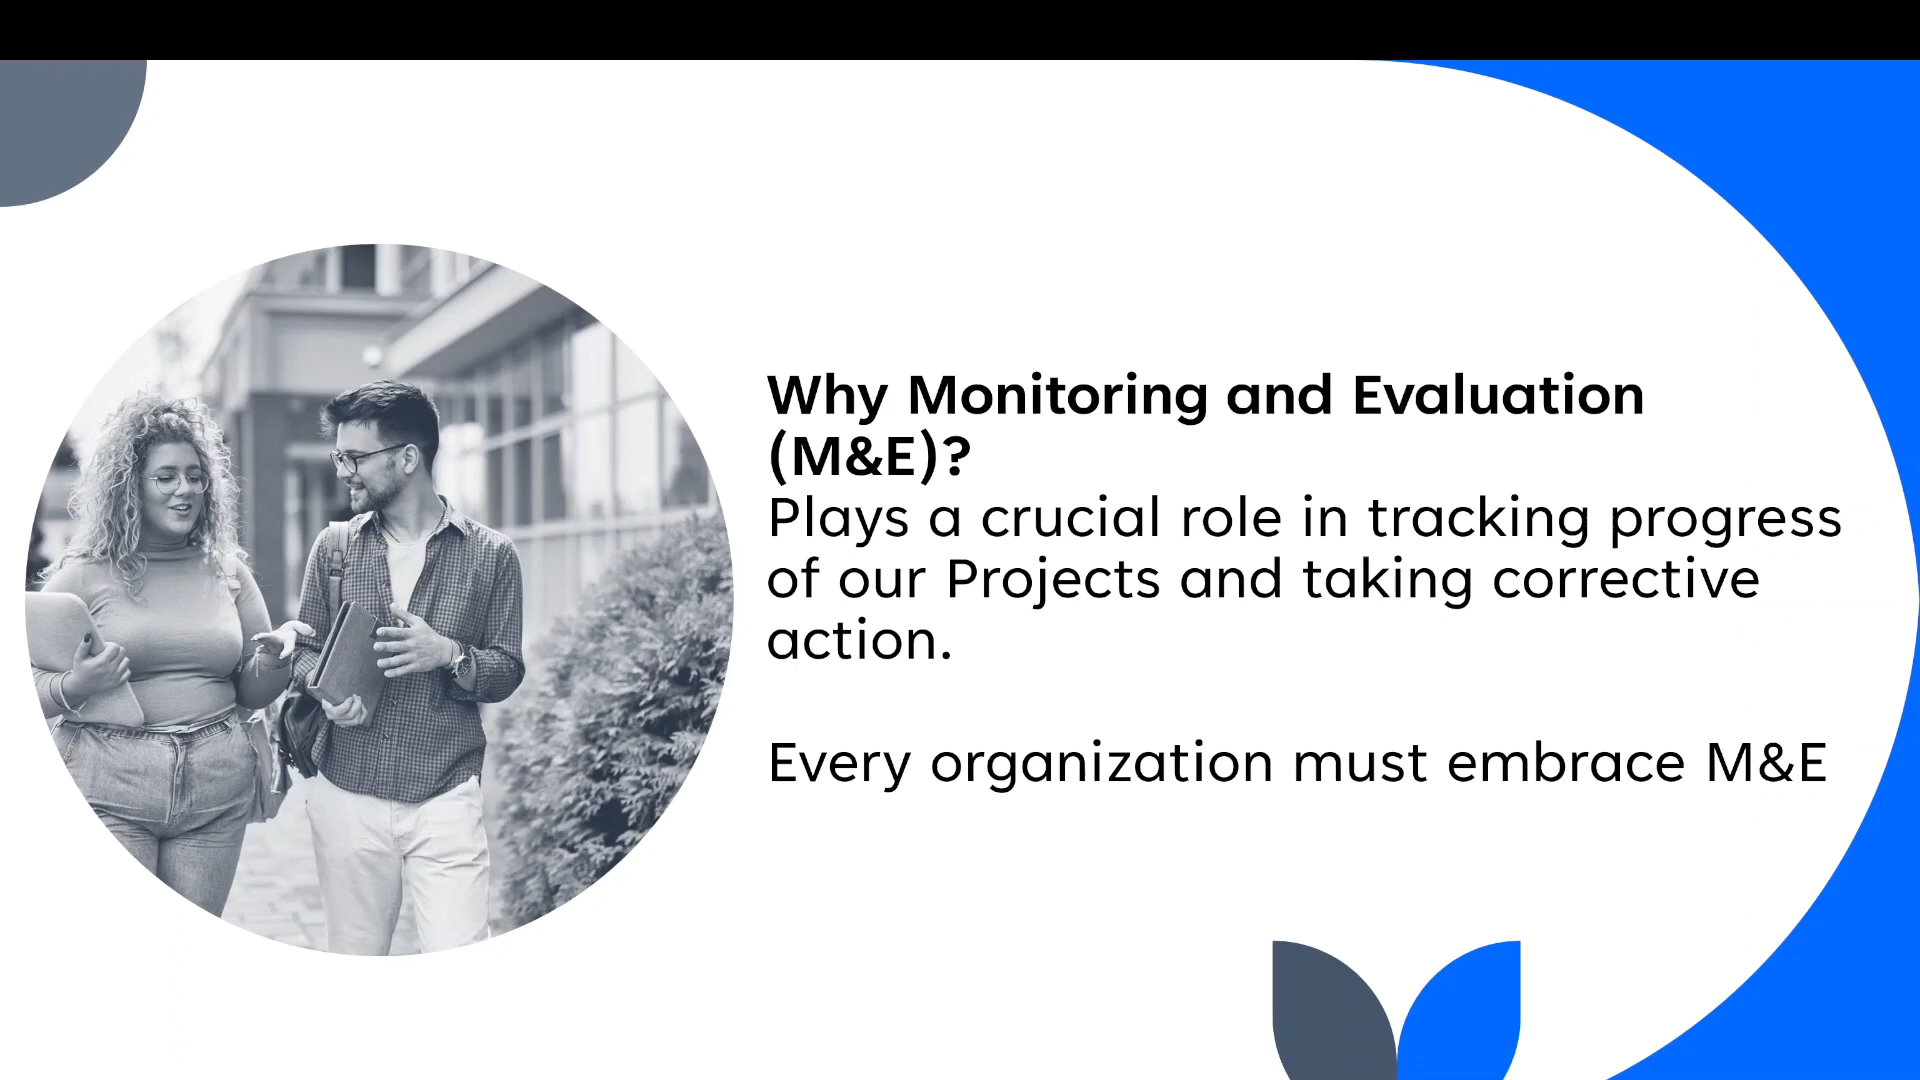 Why Monitoring and Evaluation
(M&E)?
Plays a crucial role in tracking progress
of our Projects and taking corrective
action.
Every organization must embrace M&E